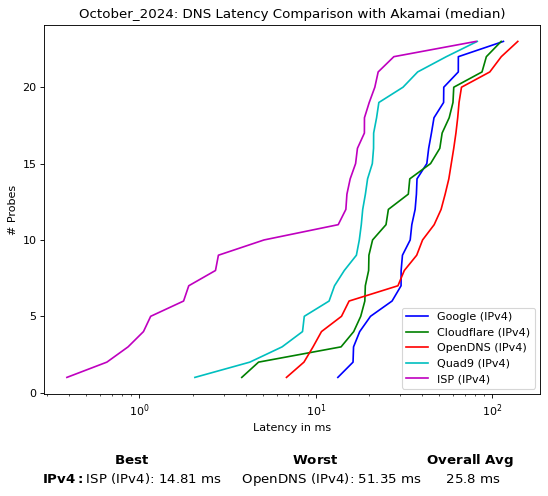 October_2024: DNS Latency Comparison with Akamai (median)
# Probes
20
15
10
5
0
Google (IPv4)
Cloudflare (IPv4)
OpenDNS (IPv4)
Quad9 (IPv4)
ISP (IPv4)
10^0 10^1 10^2
Latency in ms
Best Worst Overall Avg
IPv4: ISP (IPv4): 14.81 ms OpenDNS (IPv4): 51.35 ms 25.8 ms